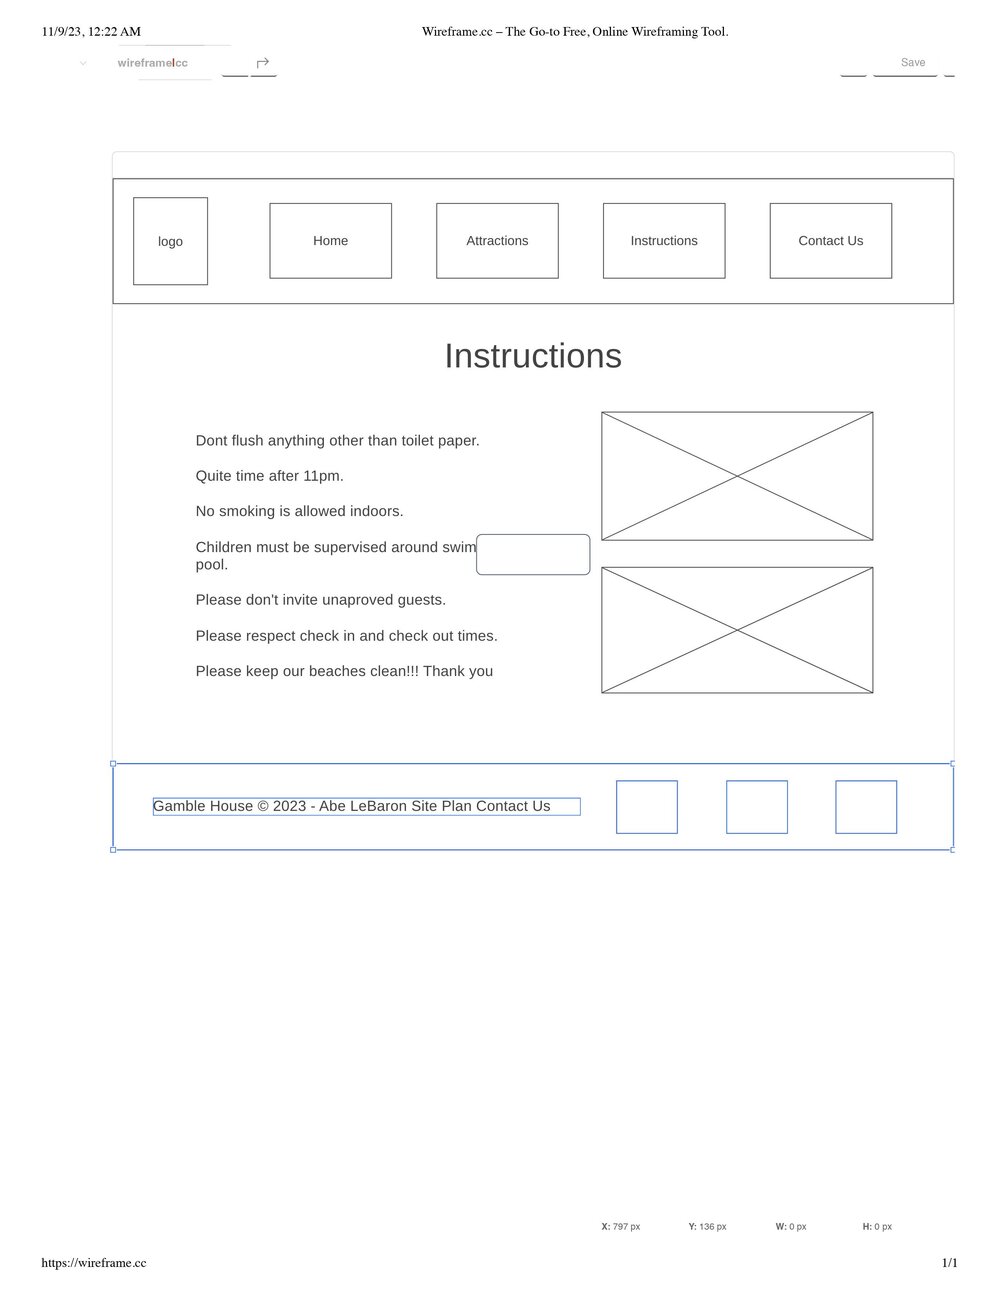 11/9/23, 12:22 AM
Wireframe.cc – The Go-to Free, Online Wireframing Tool.
wireframe|cc
Save
logo
Home
Attractions
Instructions
Contact Us
Instructions
Dont flush anything other than toilet paper.
Quite time after 11pm.
No smoking is allowed indoors.
Children must be supervised around swim
pool.
Please don't invite unaproved guests.
Please respect check in and check out times.
Please keep our beaches clean!!! Thank you
Gamble House © 2023 - Abe LeBaron Site Plan Contact Us
X: 797 px Y: 136 px W: 0 px H: 0 px
https://wireframe.cc
1/1